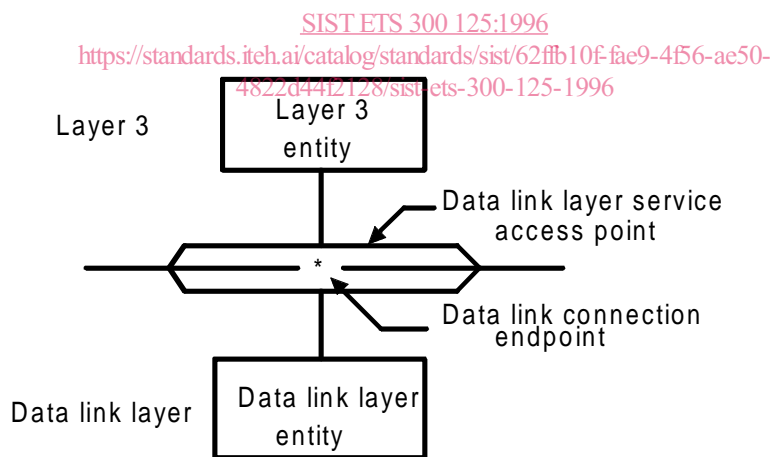 SIST ETS 300 125:1996
https://standards.iteh.ai/catalog/standards/sist/62ffb10f-fae9-4f56-ae50-
4822d44f2128/sist-ets-300-125-1996
Layer 3
Layer 3
entity
Data link layer service
access point
*
Data link connection
endpoint
Data link layer
Data link layer
entity